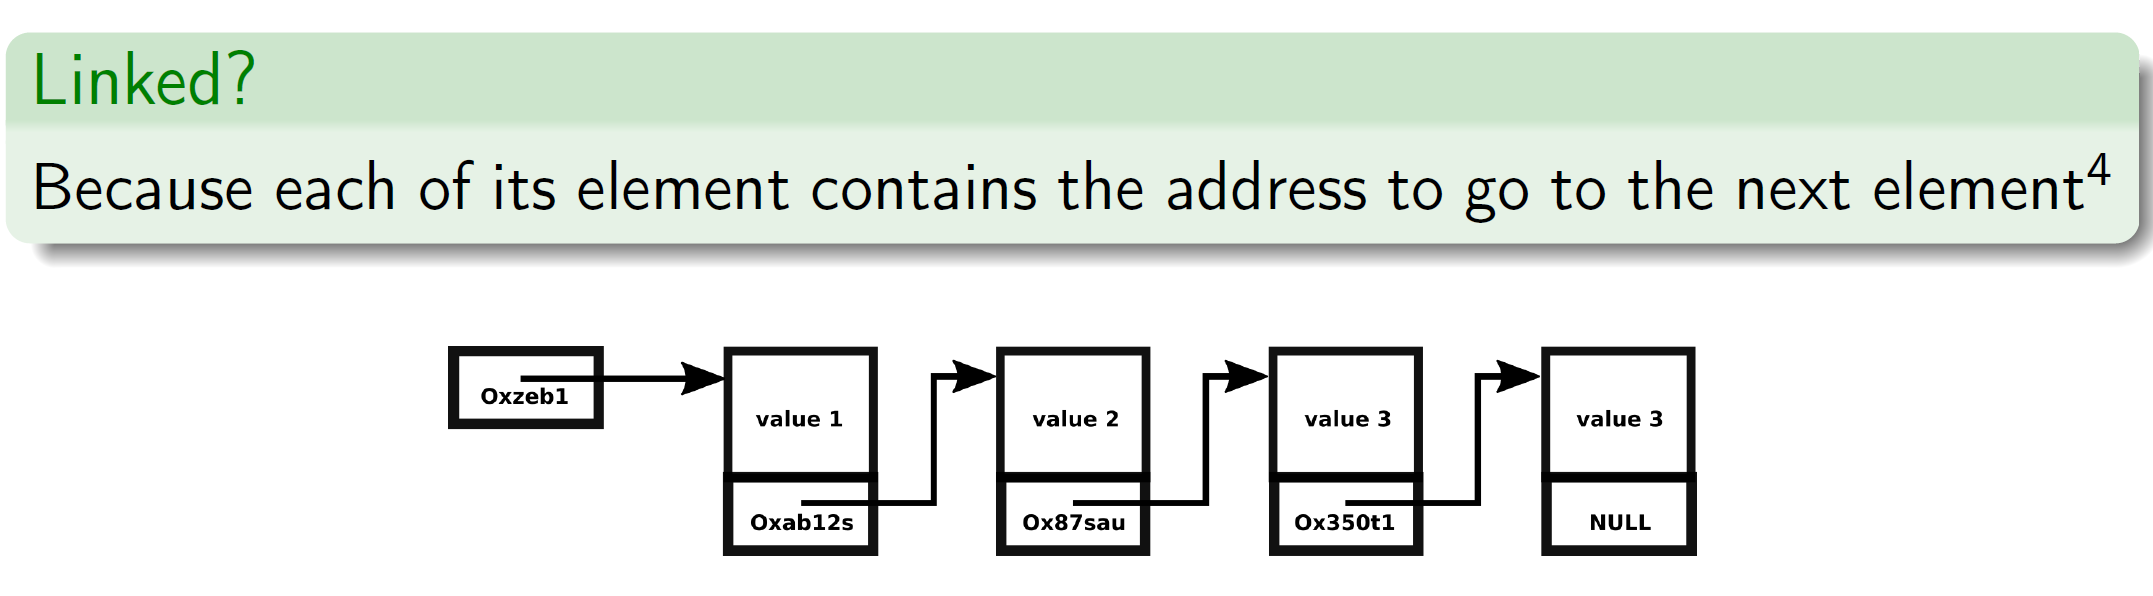 Linked?
Because each of its element contains the address to go to the next element4
Oxzeb1
value 1
value 2
value 3
value 3
Oxab12s
Ox87sau
Ox350t1
NULL